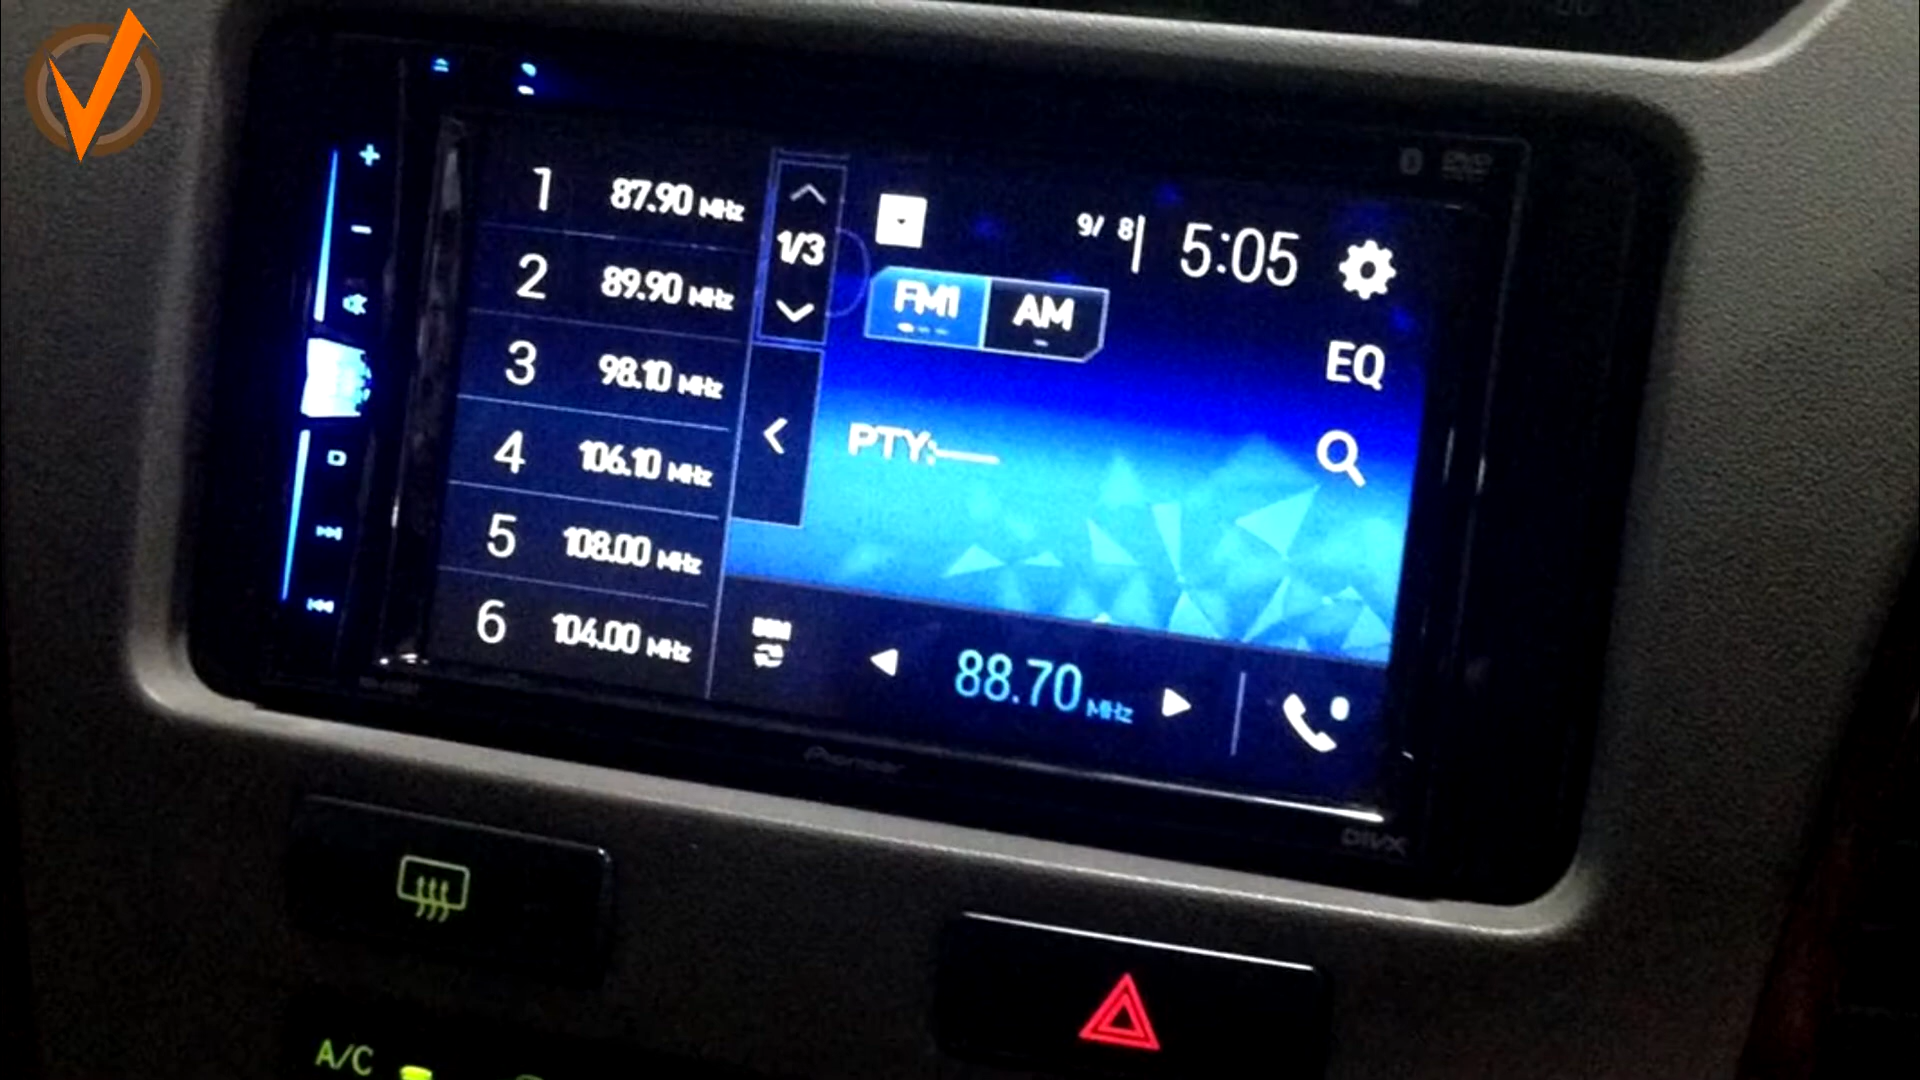 1 87.90 MHz
2 89.90 MHz
3 98.10 MHz
4 106.10 MHz
5 108.00 MHz
6 104.00 MHz
1/3
9/ 8 5:05
FM1 AM
EQ
PTY:
88.70 MHz
Pioneer
DIVX
A/C